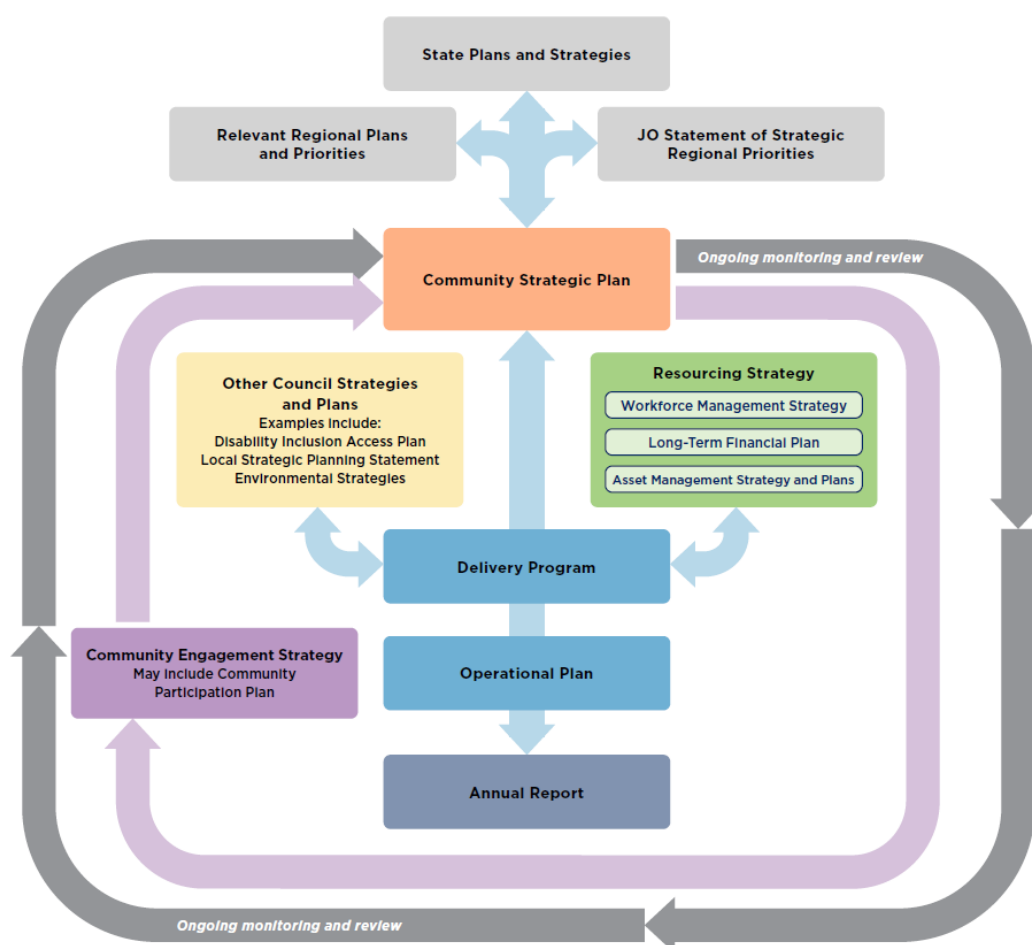 State Plans and Strategies
Relevant Regional Plans
and Priorities
JO Statement of Strategic
Regional Priorities
Community Strategic Plan
Ongoing monitoring and review
Other Council Strategies
and Plans
Examples include:
Disability Inclusion Access Plan
Local Strategic Planning Statement
Environmental Strategies
Resourcing Strategy
Workforce Management Strategy
Long-Term Financial Plan
Asset Management Strategy and Plans
Delivery Program
Community Engagement Strategy
May include Community
Participation Plan
Operational Plan
Annual Report
Ongoing monitoring and review